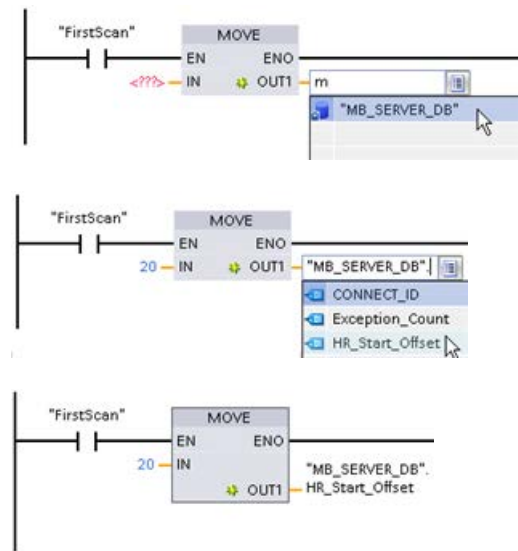 "FirstScan"
MOVE
EN ENO
<???> IN OUT1 m
"MB_SERVER_DB"
"FirstScan"
MOVE
EN ENO
20 IN OUT1 "MB_SERVER_DB".
CONNECT_ID
Exception_Count
HR_Start_Offset
"FirstScan"
MOVE
EN ENO
20 IN
"MB_SERVER_DB".
OUT1 HR_Start_Offset